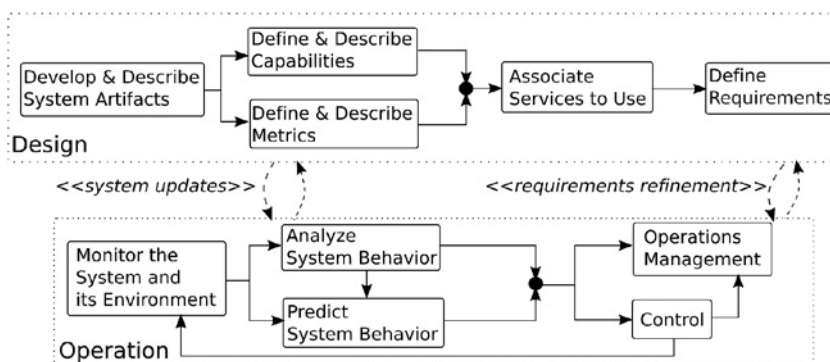 Develop & Describe
System Artifacts
Define & Describe
Capabilities
Define & Describe
Metrics
Associate
Services to Use
Define
Requirements
Design
<<system updates>>
<<requirements refinement>>
Monitor the
System and
its Environment
Analyze
System Behavior
Predict
System Behavior
Operations
Management
Control
Operation